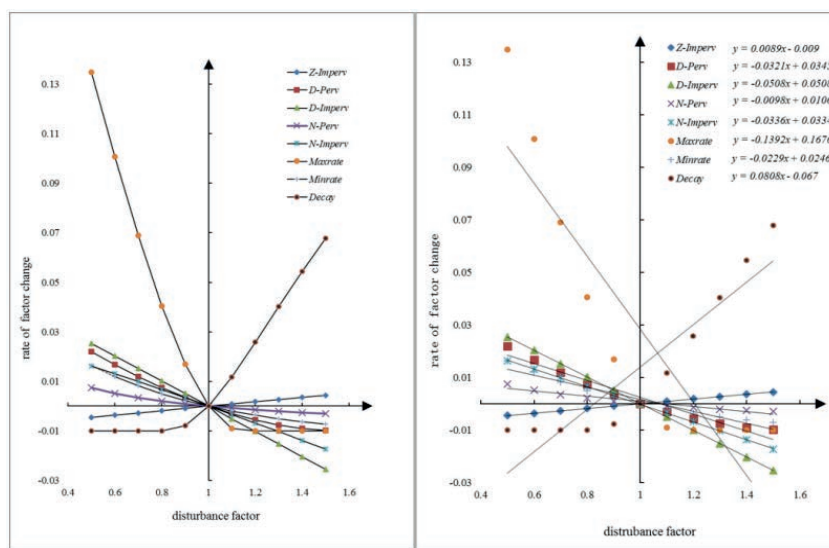 0.13
0.11
0.09
0.07
0.05
0.03
0.01
-0.01
-0.03
0.4 0.6 0.8 1 1.2 1.4 1.6
rate of factor change
disturbance factor
Z-Imperv
D-Perv
D-Imperv
N-Perv
N-Imperv
Maxrate
Minrate
Decay
0.13
0.11
0.09
0.07
0.05
0.03
0.01
-0.01
-0.03
0.4 0.6 0.8 1 1.2 1.4 1.6
rate of factor change
distrubance factor
Z-Imperv y = 0.0089x - 0.009
D-Perv y = -0.0321x + 0.0345
D-Imperv y = -0.0508x + 0.0508
N-Perv y = -0.0098x + 0.0106
N-Imperv y = -0.0336x + 0.0334
Maxrate y = -0.1392x + 0.1676
Minrate y = -0.0229x + 0.0246
Decay y = 0.0808x - 0.067